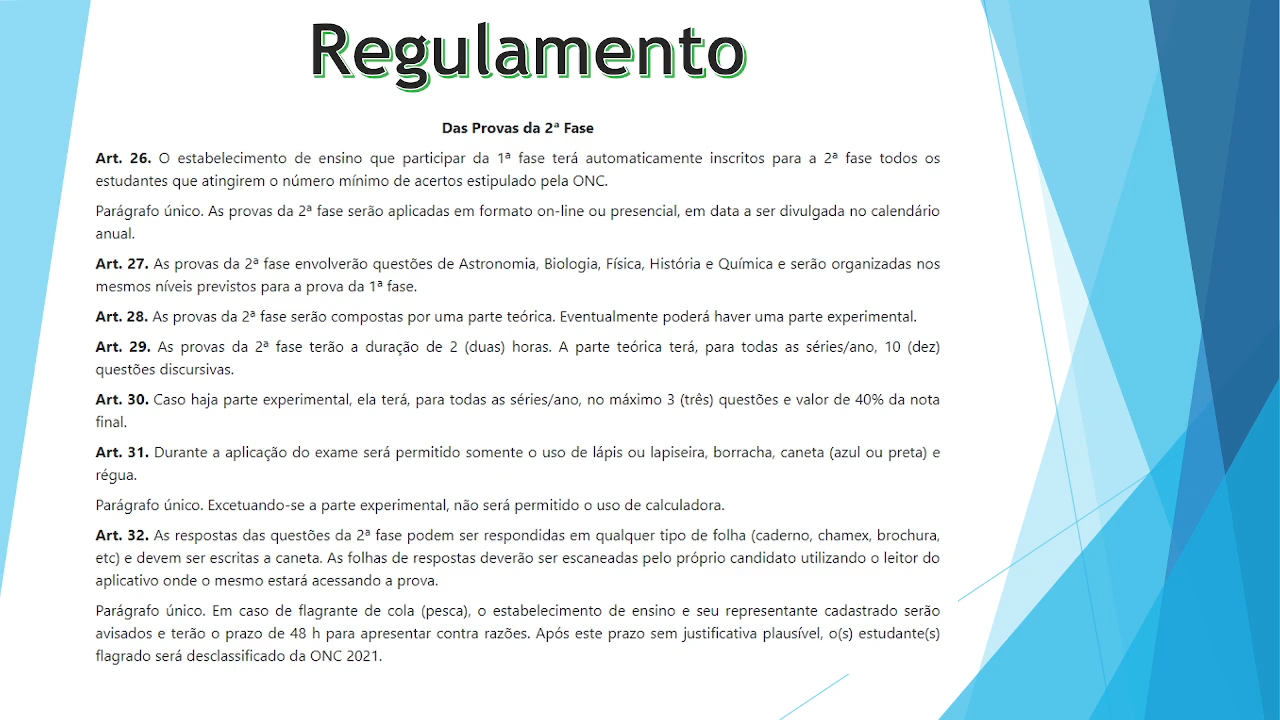 Regulamento
Das Provas da 2ª Fase
Art. 26. O estabelecimento de ensino que participar da 1ª fase terá automaticamente inscritos para a 2ª fase todos os
estudantes que atingirem o número mínimo de acertos estipulado pela ONC.
Parágrafo único. As provas da 2ª fase serão aplicadas em formato on-line ou presencial, em data a ser divulgada no calendário
anual.
Art. 27. As provas da 2ª fase envolverão questões de Astronomia, Biologia, Física, História e Química e serão organizadas nos
mesmos níveis previstos para a prova da 1ª fase.
Art. 28. As provas da 2ª fase serão compostas por uma parte teórica. Eventualmente poderá haver uma parte experimental.
Art. 29. As provas da 2ª fase terão a duração de 2 (duas) horas. A parte teórica terá, para todas as séries/ano, 10 (dez)
questões discursivas.
Art. 30. Caso haja parte experimental, ela terá, para todas as séries/ano, no máximo 3 (três) questões e valor de 40% da nota
final.
Art. 31. Durante a aplicação do exame será permitido somente o uso de lápis ou lapiseira, borracha, caneta (azul ou preta) e
régua.
Parágrafo único. Excetuando-se a parte experimental, não será permitido o uso de calculadora.
Art. 32. As respostas das questões da 2ª fase podem ser respondidas em qualquer tipo de folha (caderno, chamex, brochura,
etc) e devem ser escritas a caneta. As folhas de respostas deverão ser escaneadas pelo próprio candidato utilizando o leitor do
aplicativo onde o mesmo estará acessando a prova.
Parágrafo único. Em caso de flagrante de cola (pesca), o estabelecimento de ensino e seu representante cadastrado serão
avisados e terão o prazo de 48 h para apresentar contra razões. Após este prazo sem justificativa plausível, o(s) estudante(s)
flagrado será desclassificado da ONC 2021.